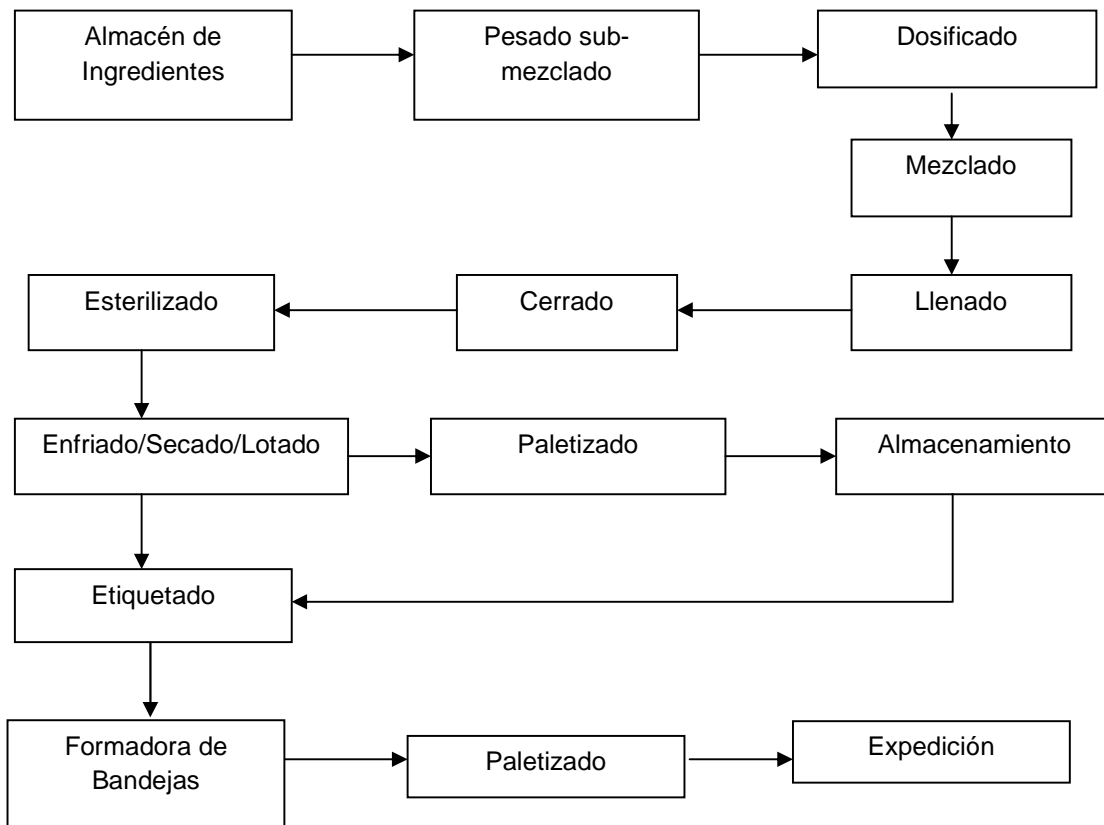 Almacén de
Ingredientes
Pesado sub-
mezclado
Dosificado
Mezclado
Llenado
Cerrado
Esterilizado
Enfriado/Secado/Lotado
Paletizado
Almacenamiento
Etiquetado
Formadora de
Bandejas
Paletizado
Expedición